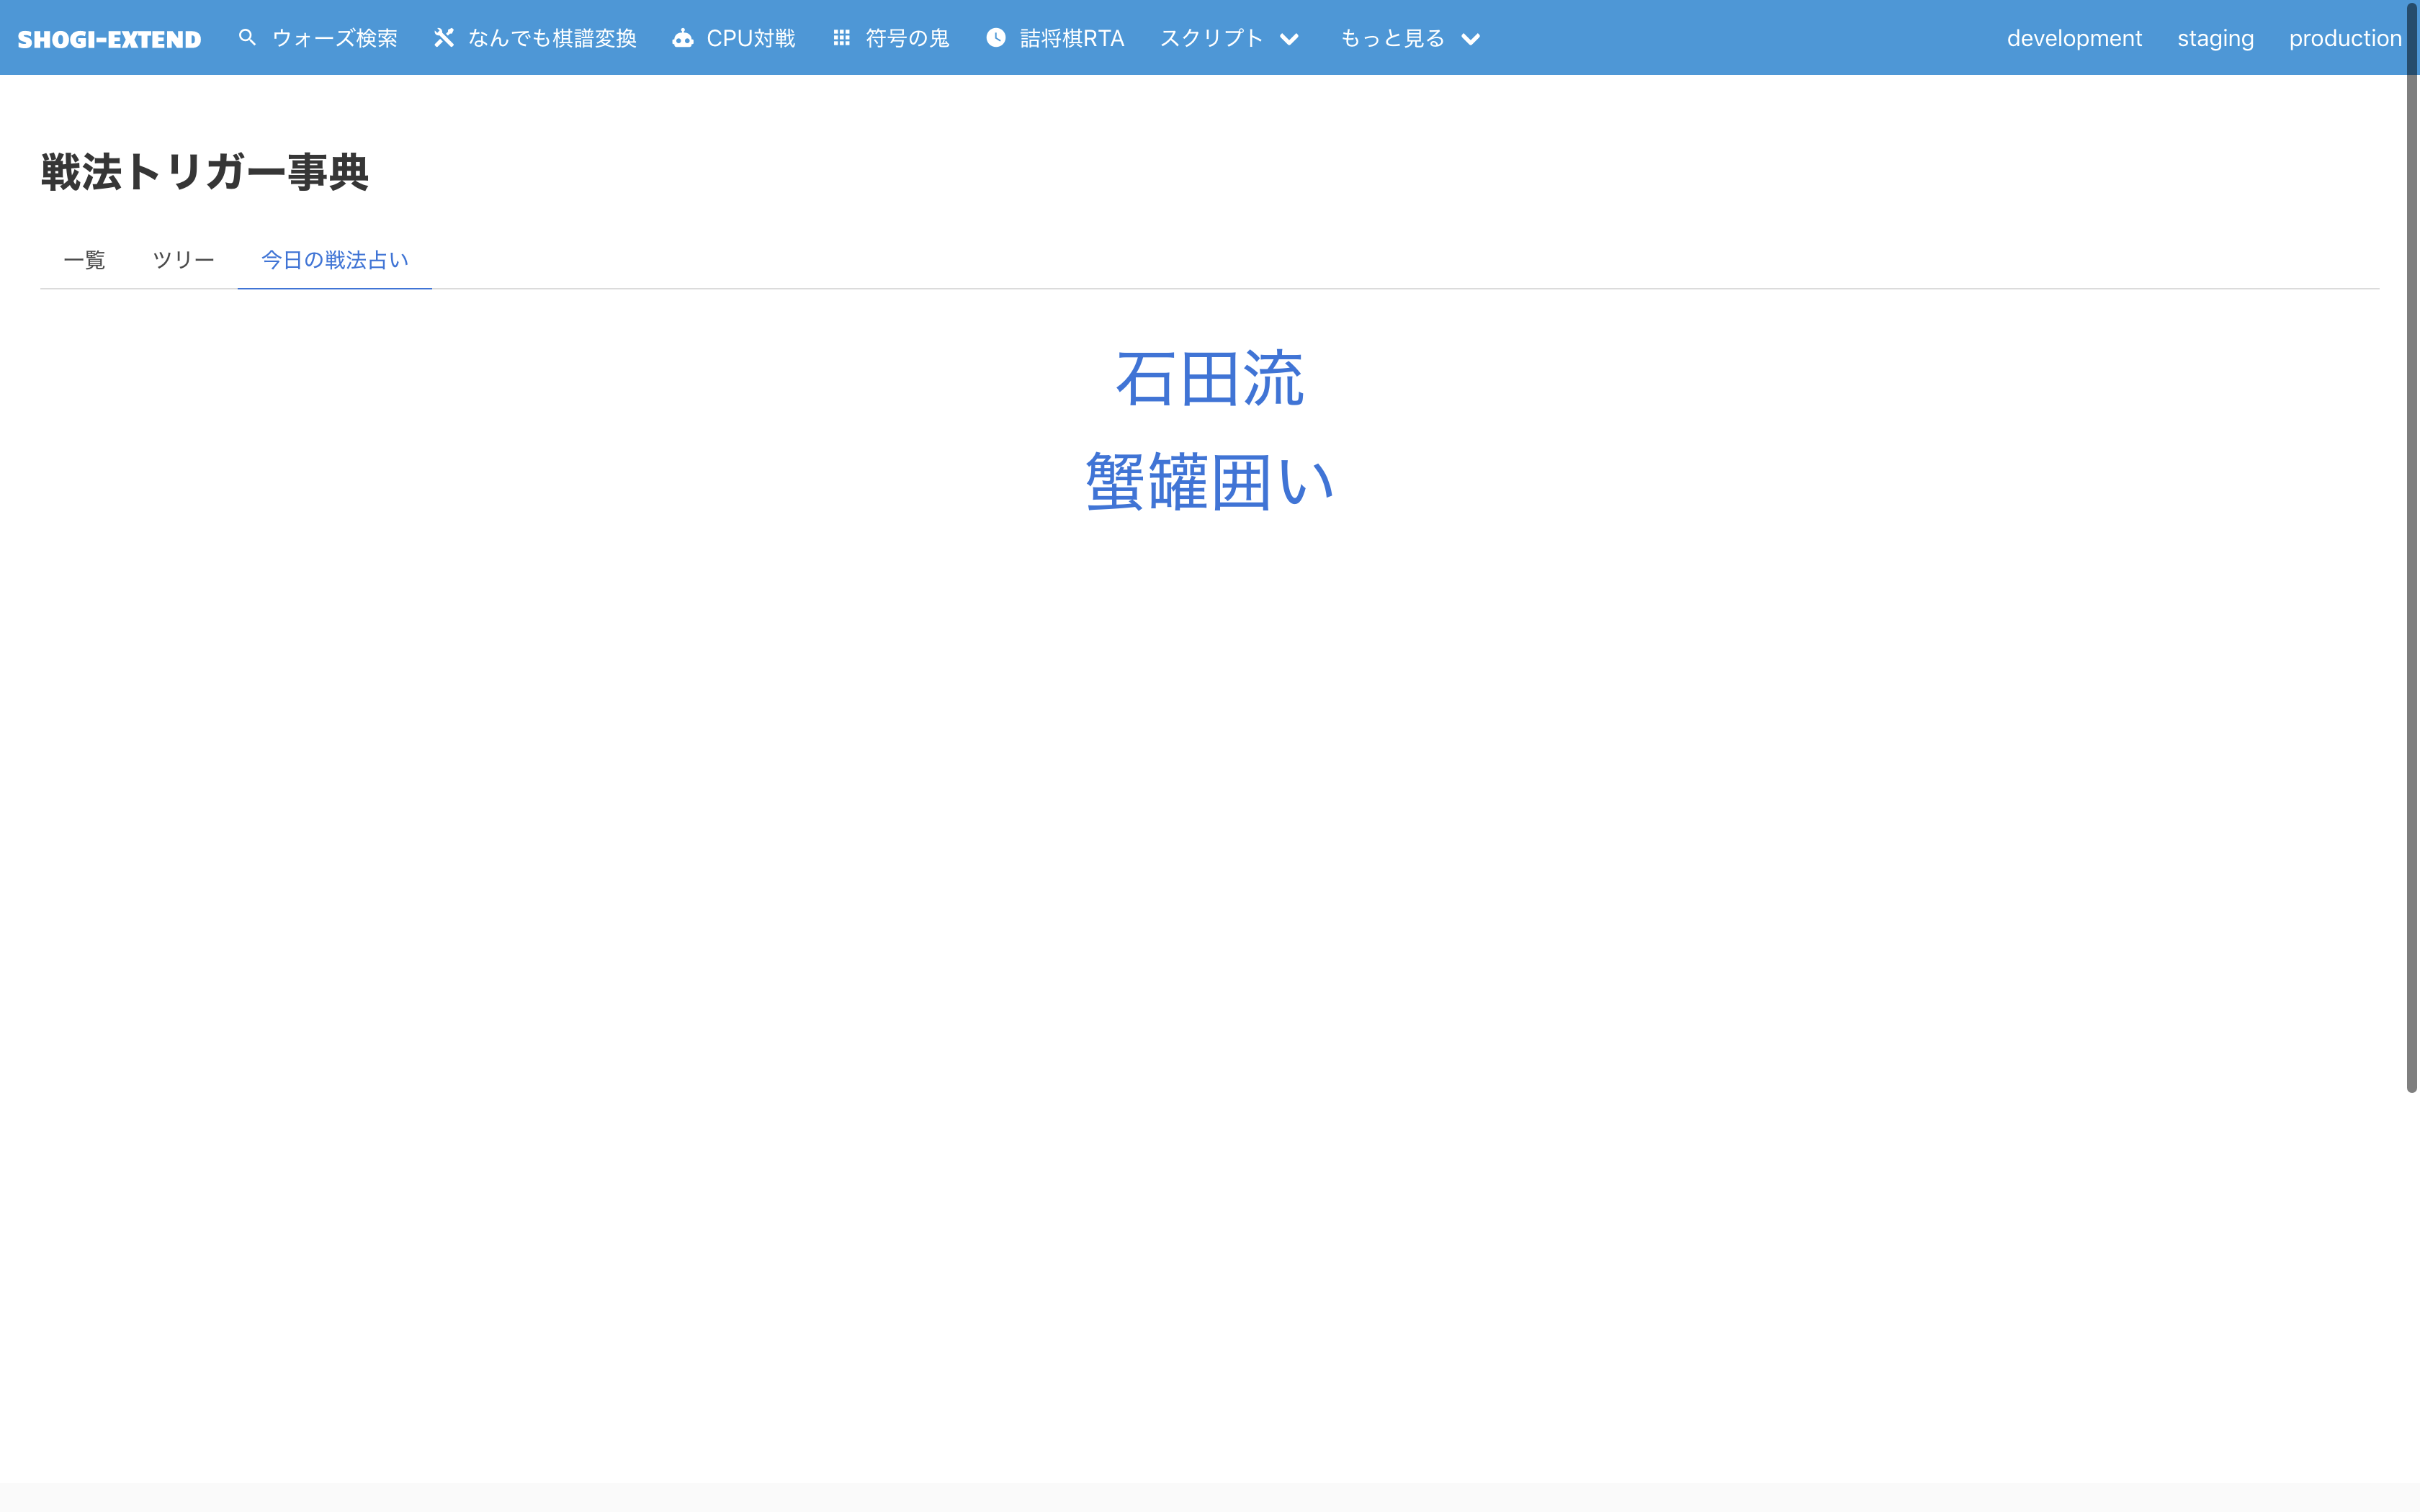 SHOGI-EXTEND ウォーズ検索 なんでも棋譜変換 CPU対戦 符号の鬼 詰将棋RTA スクリプト もっと見る development staging production
戦法トリガー事典
一覧 ツリー 今日の戦法占い
石田流
蟹罐囲い